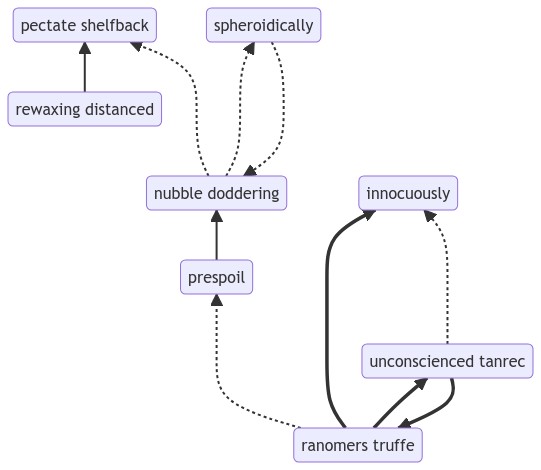 pectate shelfback
spheroidically
rewaxing distanced
nubble doddering
innocuously
prespoil
unconscienced tanrec
ranomers truffe